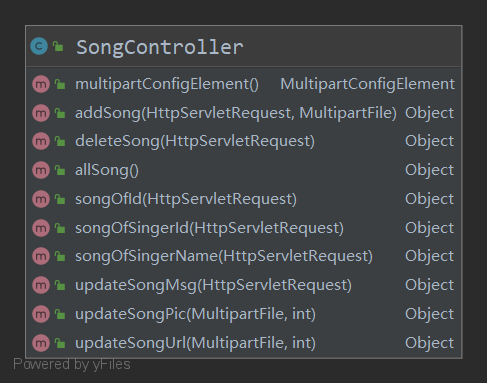 SongController
multipartConfigElement() MultipartConfigElement
addSong(HttpServletRequest, MultipartFile) Object
deleteSong(HttpServletRequest) Object
allSong() Object
songOfId(HttpServletRequest) Object
songOfSingerId(HttpServletRequest) Object
songOfSingerName(HttpServletRequest) Object
updateSongMsg(HttpServletRequest) Object
updateSongPic(MultipartFile, int) Object
updateSongUrl(MultipartFile, int) Object
Powered by yFiles